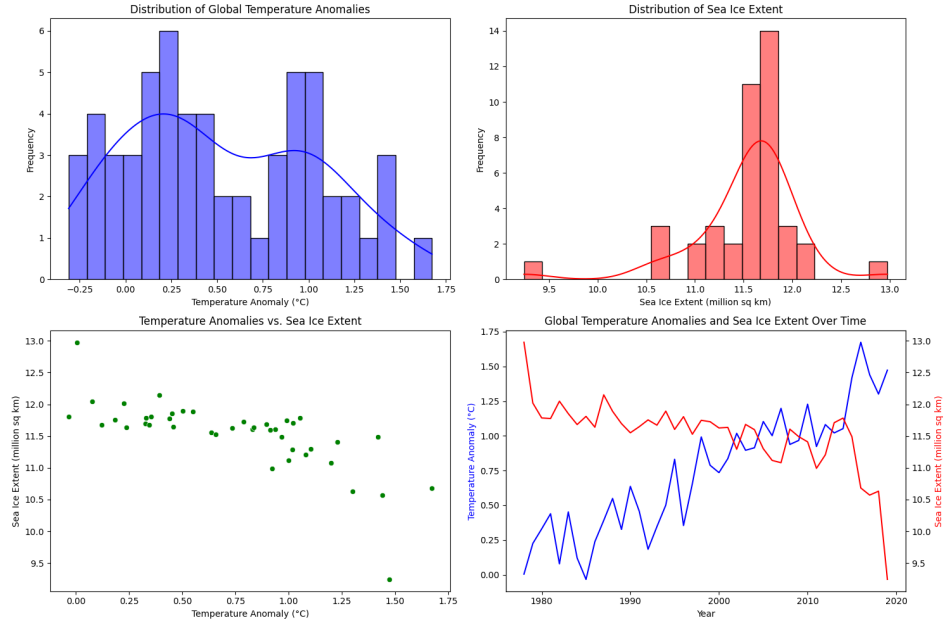 Distribution of Global Temperature Anomalies
6
5
4
3
2
1
0
Frequency
−0.25 0.00 0.25 0.50 0.75 1.00 1.25 1.50 1.75
Temperature Anomaly (°C)
Distribution of Sea Ice Extent
14
12
10
8
6
4
2
0
Frequency
9.5 10.0 10.5 11.0 11.5 12.0 12.5 13.0
Sea Ice Extent (million sq km)
Temperature Anomalies vs. Sea Ice Extent
13.0
12.5
12.0
11.5
11.0
10.5
10.0
9.5
Sea Ice Extent (million sq km)
0.00 0.25 0.50 0.75 1.00 1.25 1.50 1.75
Temperature Anomaly (°C)
Global Temperature Anomalies and Sea Ice Extent Over Time
1.75
1.50
1.25
1.00
0.75
0.50
0.25
0.00
Temperature Anomaly (°C)
13.0
12.5
12.0
11.5
11.0
10.5
10.0
9.5
Sea Ice Extent (million sq km)
1980 1990 2000 2010 2020
Year